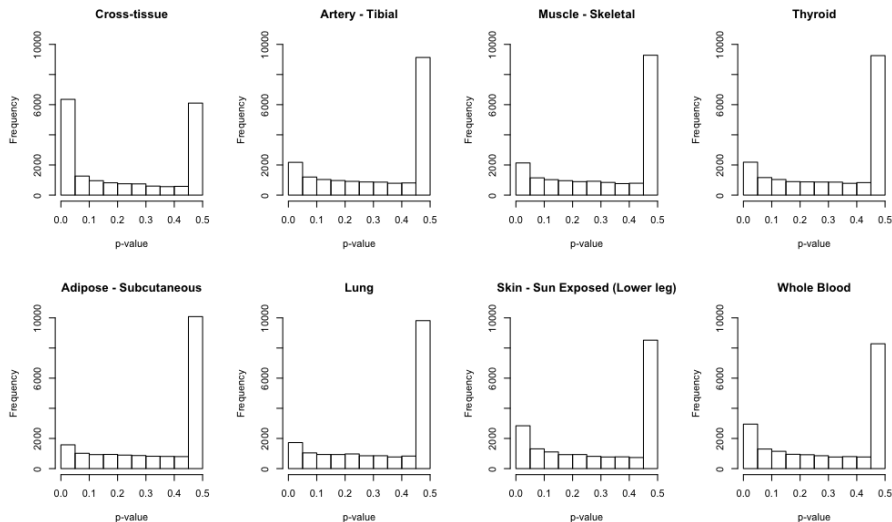 Cross-tissue
Artery - Tibial
Muscle - Skeletal
Thyroid
Frequency
0 2000 6000 10000
0.0 0.1 0.2 0.3 0.4 0.5
p-value
Frequency
0 2000 6000 10000
0.0 0.1 0.2 0.3 0.4 0.5
p-value
Frequency
0 2000 6000 10000
0.0 0.1 0.2 0.3 0.4 0.5
p-value
Frequency
0 2000 6000 10000
0.0 0.1 0.2 0.3 0.4 0.5
p-value
Adipose - Subcutaneous
Lung
Skin - Sun Exposed (Lower leg)
Whole Blood
Frequency
0 2000 6000 10000
0.0 0.1 0.2 0.3 0.4 0.5
p-value
Frequency
0 2000 6000 10000
0.0 0.1 0.2 0.3 0.4 0.5
p-value
Frequency
0 2000 6000 10000
0.0 0.1 0.2 0.3 0.4 0.5
p-value
Frequency
0 2000 6000 10000
0.0 0.1 0.2 0.3 0.4 0.5
p-value